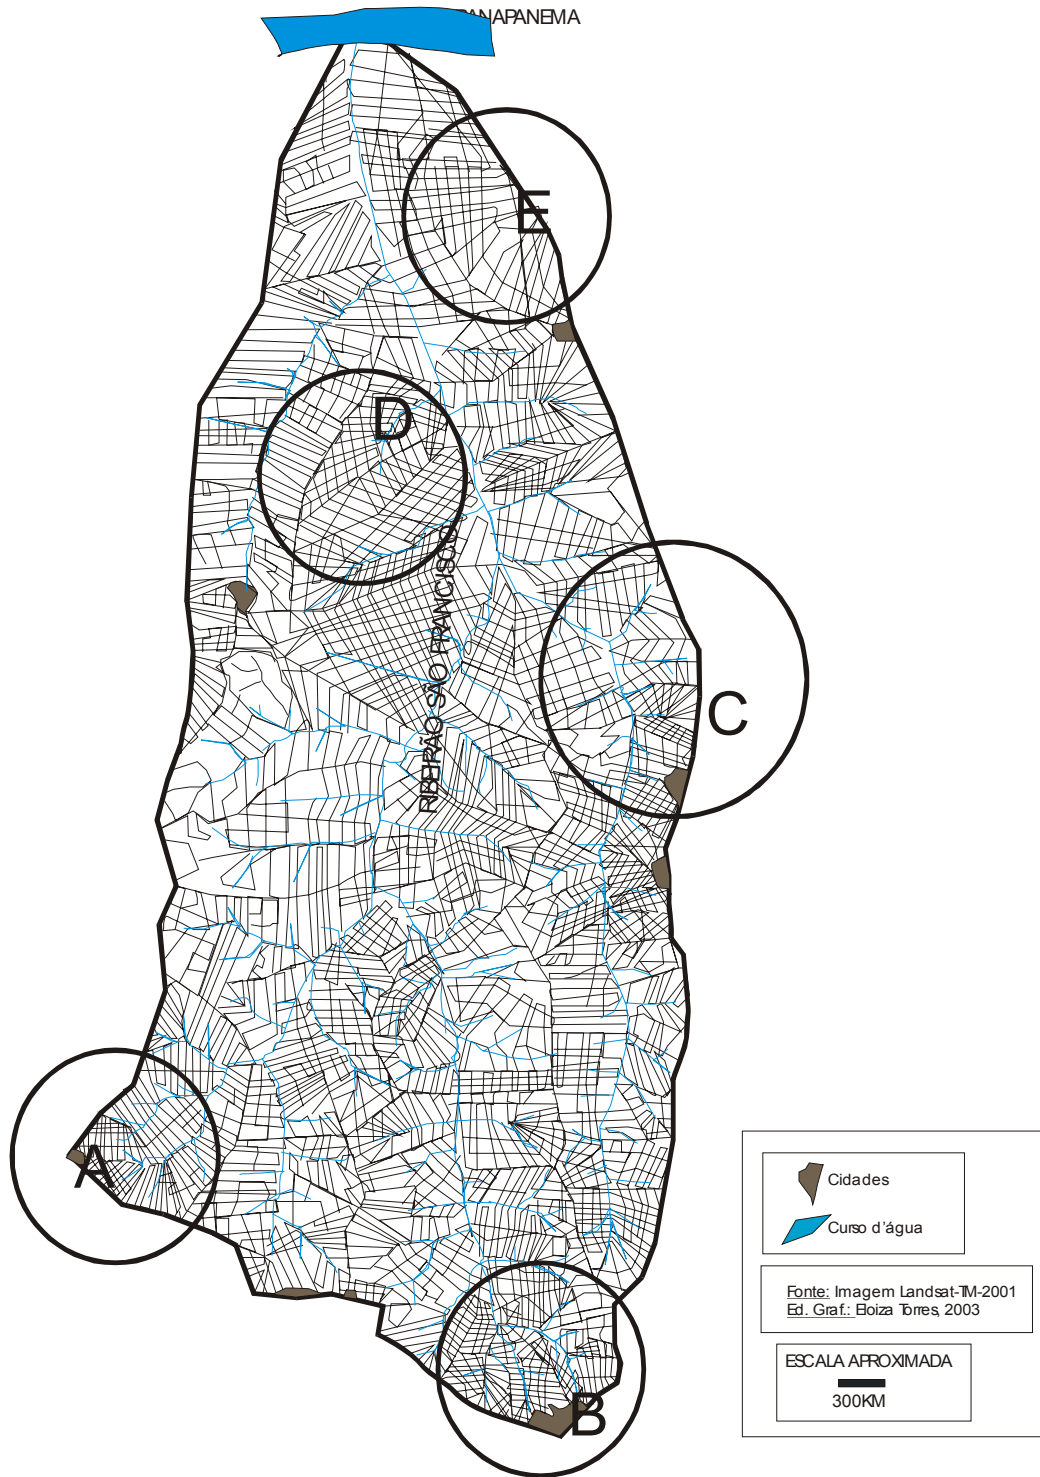 PANAPANEMA
E
D
RIBEIRÃO SÃO FRANCISCO
C
A
B
Cidades
Curso d'água
Fonte: Imagem Landsat-TM-2001
Ed. Graf.: Eloiza Torres, 2003
ESCALA APROXIMADA
300KM